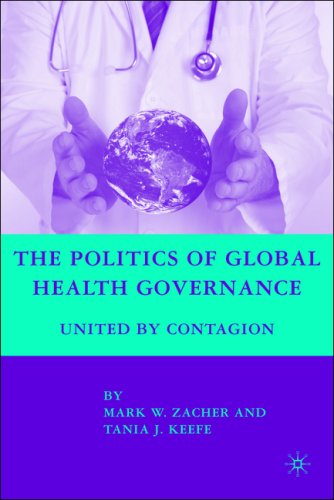 THE POLITICS OF GLOBAL
HEALTH GOVERNANCE
UNITED BY CONTAGION
BY
MARK W. ZACHER AND
TANIA J. KEEFE